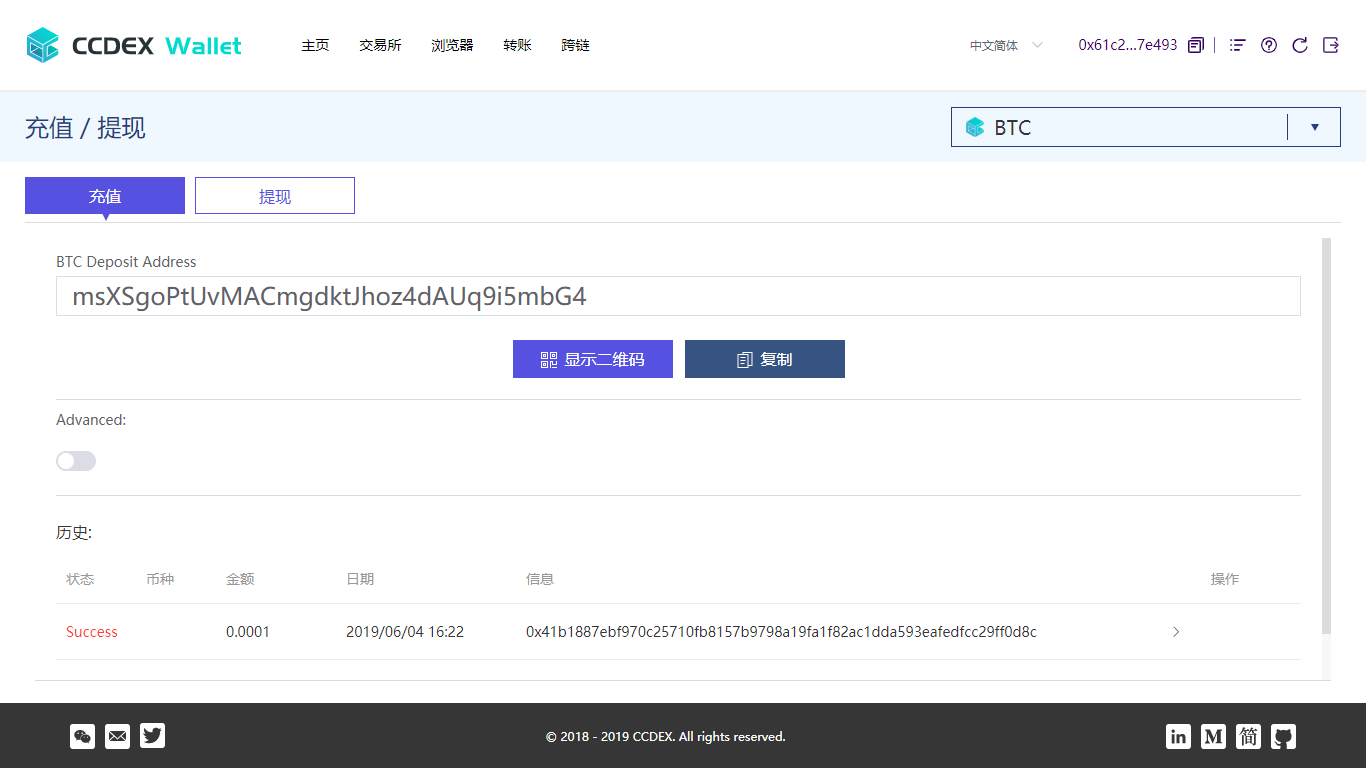 CCDEX Wallet
主页 交易所 浏览器 转账 跨链
中文简体 0x61c2...7e493
充值 / 提现
BTC
充值 提现
BTC Deposit Address
msXSgoPtUvMACmgdktJhoz4dAUq9i5mbG4
显示二维码 复制
Advanced:
历史:
状态 币种 金额 日期 信息 操作
Success 0.0001 2019/06/04 16:22 0x41b1887ebf970c25710fb8157b9798a19fa1f82ac1dda593eafedfcc29ff0d8c
© 2018 - 2019 CCDEX. All rights reserved.
in M 简